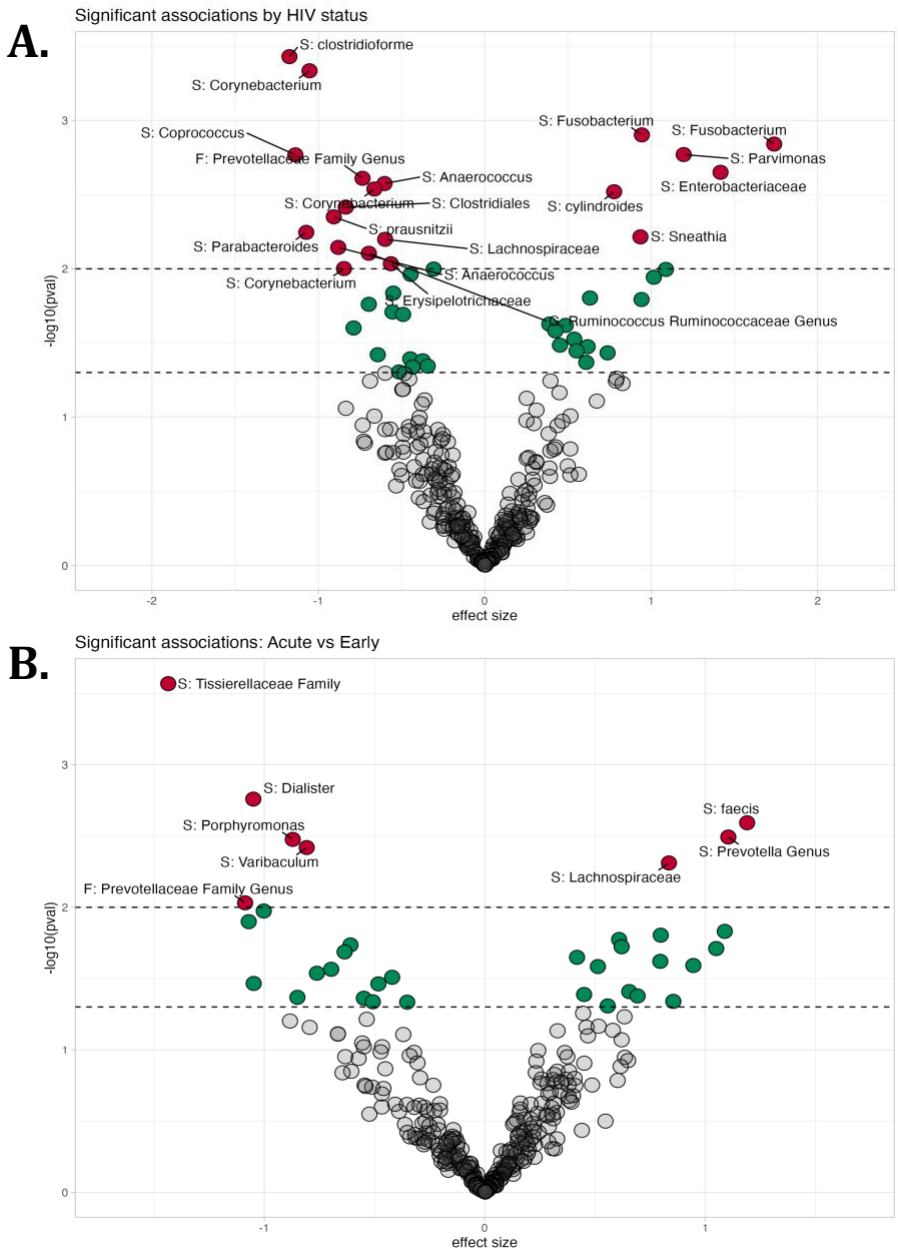 A.
Significant associations by HIV status
S: clostridioforme
S: Corynebacterium
3
S: Fusobacterium
S: Fusobacterium
S: Coprococcus
F: Prevotellaceae Family Genus
S: Parvimonas
S: Anaerococcus
S: Enterobacteriaceae
S: Corynebacterium
S: Clostridiales
S: cylindroides
S: prausnitzii
S: Sneathia
S: Parabacteroides
S: Lachnospiraceae
2
S: Corynebacterium
S: Anaerococcus
S: Erysipelotrichaceae
S: Ruminococcus Ruminococcaceae Genus
-log10(pval)
1
0
-2
-1
0
1
2
effect size
B.
Significant associations: Acute vs Early
S: Tissierellaceae Family
3
S: Dialister
S: faecis
S: Porphyromonas
S: Varibaculum
S: Prevotella Genus
S: Lachnospiraceae
F: Prevotellaceae Family Genus
2
-log10(pval)
1
0
-1
0
1
effect size